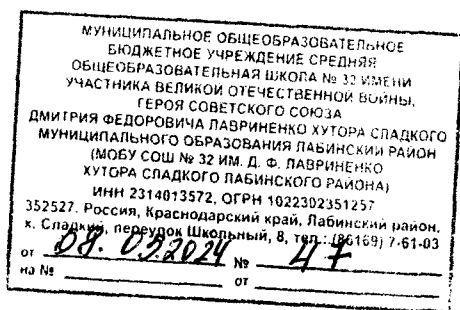 МУНИЦИПАЛЬНОЕ ОБЩЕОБРАЗОВАТЕЛЬНОЕ
БЮДЖЕТНОЕ УЧРЕЖДЕНИЕ СРЕДНЯЯ
ОБЩЕОБРАЗОВАТЕЛЬНАЯ ШКОЛА № 32 ИМЕНИ
УЧАСТНИКА ВЕЛИКОЙ ОТЕЧЕСТВЕННОЙ ВОЙНЫ,
ГЕРОЯ СОВЕТСКОГО СОЮЗА
ДМИТРИЯ ФЕДОРОВИЧА ЛАВРИНЕНКО ХУТОРА СЛАДКОГО
МУНИЦИПАЛЬНОГО ОБРАЗОВАНИЯ ЛАБИНСКИЙ РАЙОН
(МОБУ СОШ № 32 ИМ. Д. Ф. ЛАВРИНЕНКО
ХУТОРА СЛАДКОГО ЛАБИНСКОГО РАЙОНА)
ИНН 2314013572, ОГРН 1022302351257
352527. Россия, Краснодарский край, Лабинский район,
х. Сладкий, переулок Школьный, 8, тел.: (86169) 7-61-03
от 08. 05.2024 № 47
на № от